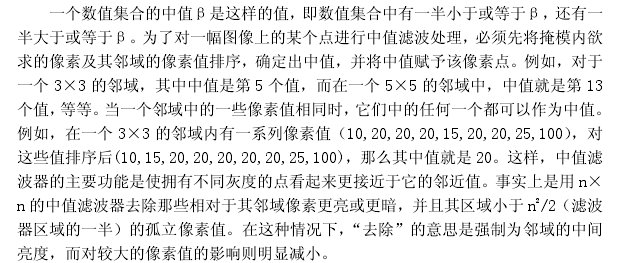 一个数值集合的中值β是这样的值，即数值集合中有一半小于或等于β，还有一
半大于或等于β。为了对一幅图像上的某个点进行中值滤波处理，必须先将掩模内欲
求的像素及其邻域的像素值排序，确定出中值，并将中值赋予该像素点。例如，对于
一个3×3的邻域，其中中值是第5个值，而在一个5×5的邻域中，中值就是第13
个值，等等。当一个邻域中的一些像素值相同时，它们中的任何一个都可以作为中值。
例如，在一个3×3的邻域内有一系列像素值（10,20,20,20,15,20,20,25,100），对
这些值排序后(10,15,20,20,20,20,20,25,100)，那么其中值就是20。这样，中值滤
波器的主要功能是使拥有不同灰度的点看起来更接近于它的邻近值。事实上是用n×
n的中值滤波器去除那些相对于其邻域像素更亮或更暗，并且其区域小于n²/2（滤波
器区域的一半）的孤立像素值。在这种情况下，“去除”的意思是强制为邻域的中间
亮度，而对较大的像素值的影响则明显减小。